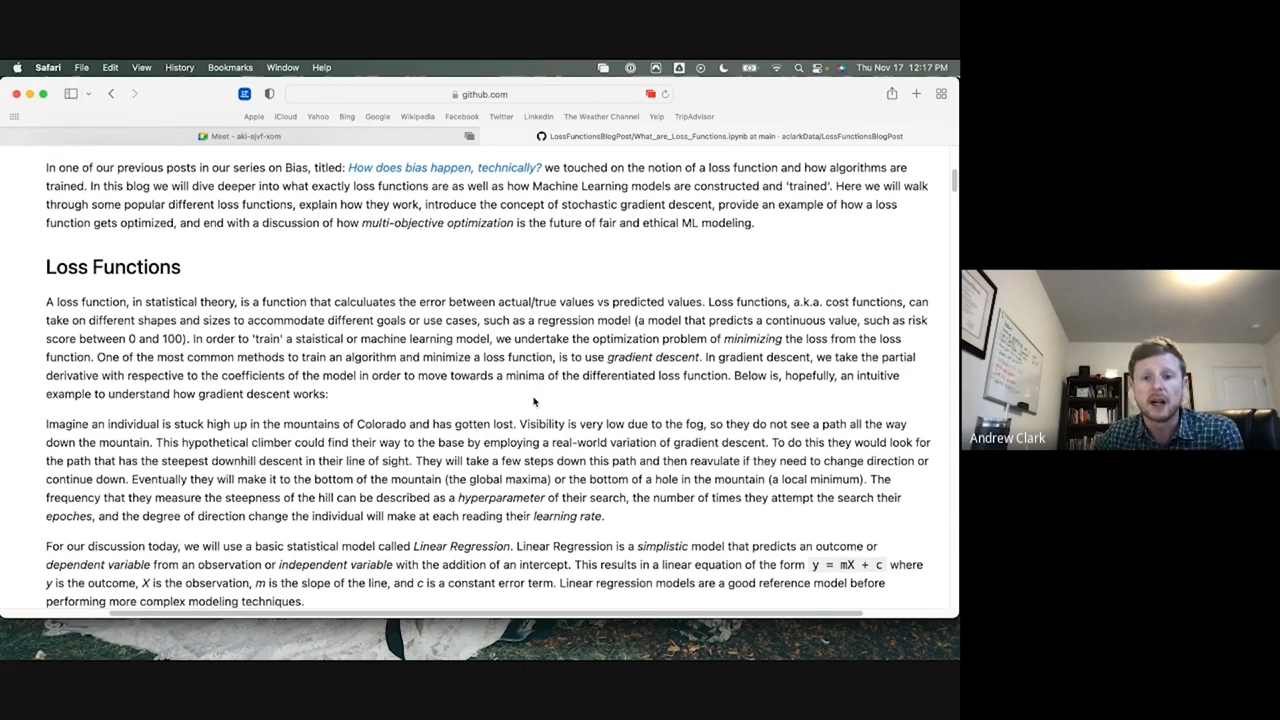 Safari File Edit View History Bookmarks Window Help Thu Nov 17 12:17 PM
github.com
Apple iCloud Yahoo Bing Google Wikipedia Facebook Twitter LinkedIn The Weather Channel Yelp TripAdvisor
Meet - aki-ejvf-xom LossFunctionsBlogPost/What_are_Loss_Functions.ipynb at main · aclarkData/LossFunctionsBlogPost
In one of our previous posts in our series on Bias, titled: How does bias happen, technically? we touched on the notion of a loss function and how algorithms are
trained. In this blog we will dive deeper into what exactly loss functions are as well as how Machine Learning models are constructed and 'trained'. Here we will walk
through some popular different loss functions, explain how they work, introduce the concept of stochastic gradient descent, provide an example of how a loss
function gets optimized, and end with a discussion of how multi-objective optimization is the future of fair and ethical ML modeling.
Loss Functions
A loss function, in statistical theory, is a function that calculuates the error between actual/true values vs predicted values. Loss functions, a.k.a. cost functions, can
take on different shapes and sizes to accommodate different goals or use cases, such as a regression model (a model that predicts a continuous value, such as risk
score between 0 and 100). In order to 'train' a staistical or machine learning model, we undertake the optimization problem of minimizing the loss from the loss
function. One of the most common methods to train an algorithm and minimize a loss function, is to use gradient descent. In gradient descent, we take the partial
derivative with respective to the coefficients of the model in order to move towards a minima of the differentiated loss function. Below is, hopefully, an intuitive
example to understand how gradient descent works:
Imagine an individual is stuck high up in the mountains of Colorado and has gotten lost. Visibility is very low due to the fog, so they do not see a path all the way
down the mountain. This hypothetical climber could find their way to the base by employing a real-world variation of gradient descent. To do this they would look for
the path that has the steepest downhill descent in their line of sight. They will take a few steps down this path and then reavulate if they need to change direction or
continue down. Eventually they will make it to the bottom of the mountain (the global maxima) or the bottom of a hole in the mountain (a local minimum). The
frequency that they measure the steepness of the hill can be described as a hyperparameter of their search, the number of times they attempt the search their
epoches, and the degree of direction change the individual will make at each reading their learning rate.
For our discussion today, we will use a basic statistical model called Linear Regression. Linear Regression is a simplistic model that predicts an outcome or
dependent variable from an observation or independent variable with the addition of an intercept. This results in a linear equation of the form y = mX + c where
y is the outcome, X is the observation, m is the slope of the line, and c is a constant error term. Linear regression models are a good reference model before
performing more complex modeling techniques.
Andrew Clark